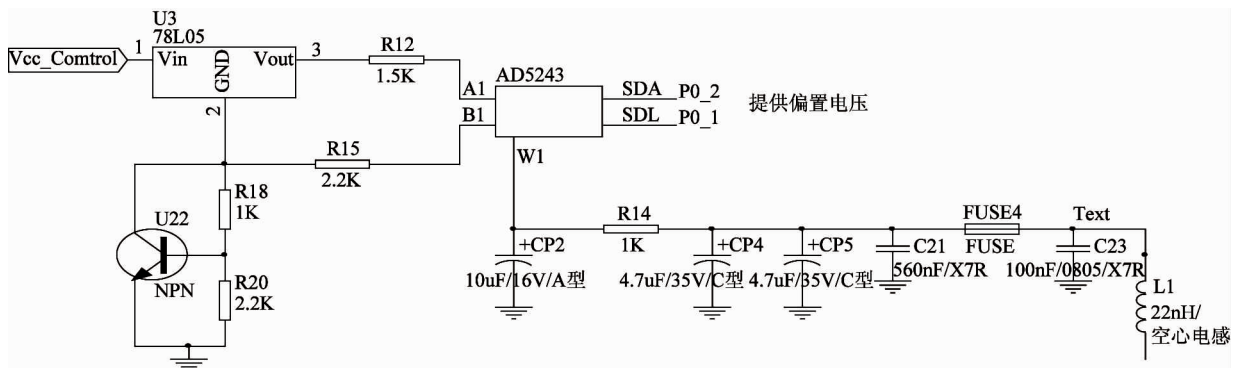 U3
78L05
Vcc_Comtrol
1
Vin
GND
Vout
3
2
R12
1.5K
AD5243
A1
B1
W1
SDA
P0_2
SDL
P0_1
提供偏置电压
R15
2.2K
R18
1K
U22
NPN
R20
2.2K
+CP2
10uF/16V/A型
R14
1K
+CP4
4.7uF/35V/C型
+CP5
4.7uF/35V/C型
C21
560nF/X7R
FUSE4
FUSE
Text
C23
100nF/0805/X7R
L1
22nH/
空心电感